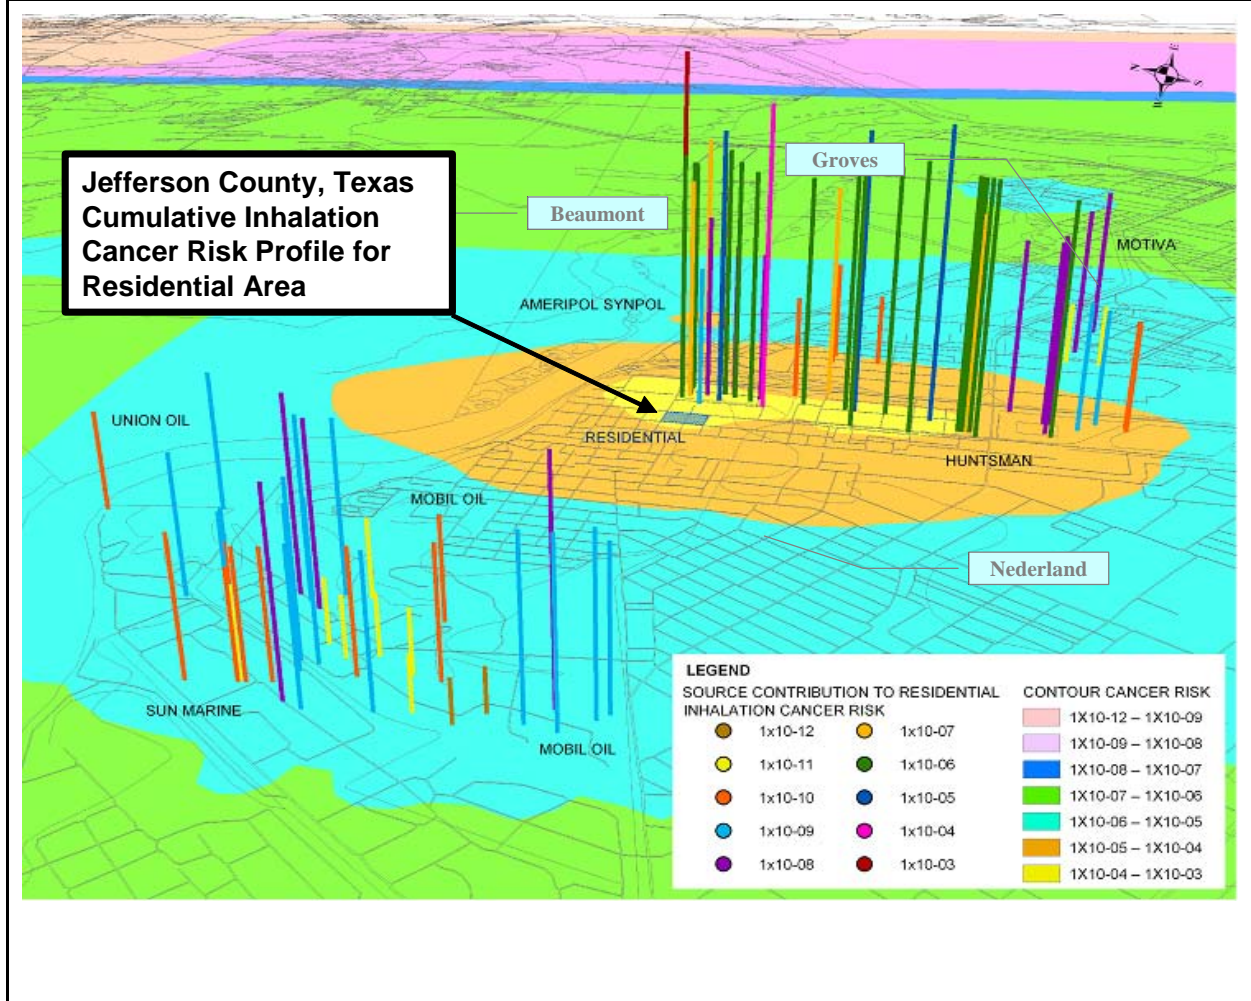 Jefferson County, Texas
Cumulative Inhalation
Cancer Risk Profile for
Residential Area
Beaumont
Groves
MOTIVA
AMERIPOL SYNPOL
UNION OIL
RESIDENTIAL
HUNTSMAN
MOBIL OIL
Nederland
SUN MARINE
MOBIL OIL
LEGEND
SOURCE CONTRIBUTION TO RESIDENTIAL
INHALATION CANCER RISK
1x10-12
1x10-11
1x10-10
1x10-09
1x10-08
1x10-07
1x10-06
1x10-05
1x10-04
1x10-03
CONTOUR CANCER RISK
1X10-12 – 1X10-09
1X10-09 – 1X10-08
1X10-08 – 1X10-07
1X10-07 – 1X10-06
1X10-06 – 1X10-05
1X10-05 – 1X10-04
1X10-04 – 1X10-03